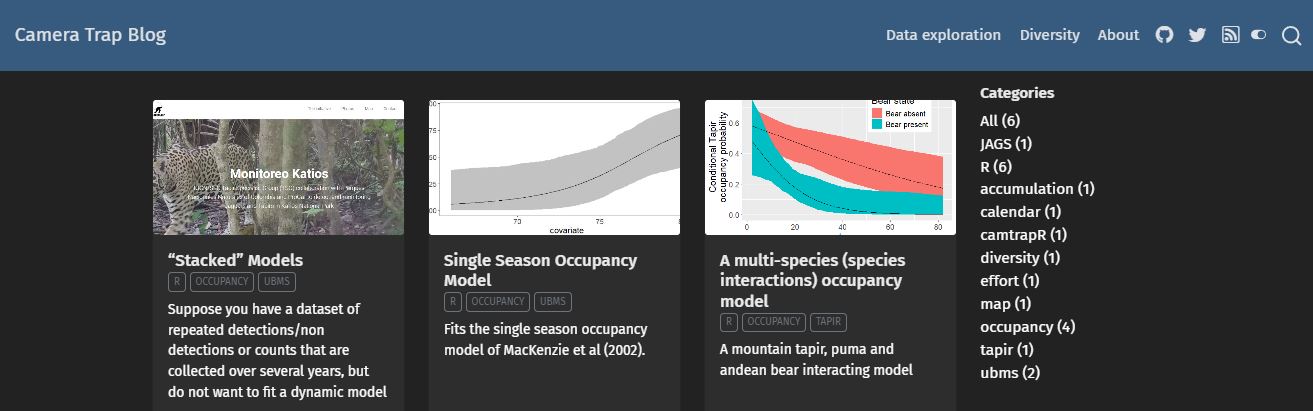 Camera Trap Blog
Data exploration Diversity About
Monitoreo Katios
“Stacked” Models
R OCCUPANCY UBMS
Suppose you have a dataset of
repeated detections/non
detections or counts that are
collected over several years, but
do not want to fit a dynamic model
70 75
covariate
Single Season Occupancy
Model
R OCCUPANCY UBMS
Fits the single season occupancy
model of MacKenzie et al (2002).
Bear state
Bear absent
Bear present
Conditional Tapir
occupancy probability
0.6
0.4
0.2
0.0
0 20 40 60 80
A multi-species (species
interactions) occupancy
model
R OCCUPANCY TAPIR
A mountain tapir, puma and
andean bear interacting model
Categories
All (6)
JAGS (1)
R (6)
accumulation (1)
calendar (1)
camtrapR (1)
diversity (1)
effort (1)
map (1)
occupancy (4)
tapir (1)
ubms (2)